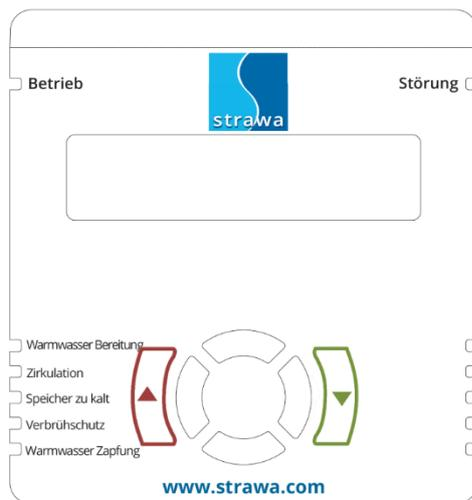 Betrieb
Störung
strawa
Warmwasser Bereitung
Zirkulation
Speicher zu kalt
Verbrühschutz
Warmwasser Zapfung
www.strawa.com